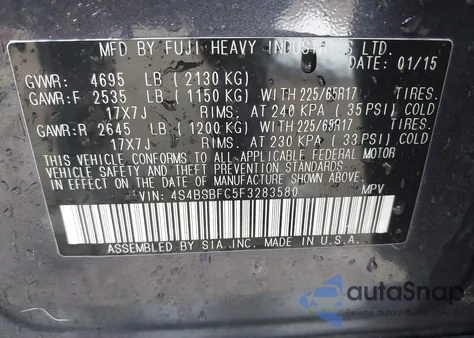 MFD BY FUJI HEAVY INDUS S LTD.
DATE: 01/15
GVWR: 4695 LB (2130 KG)
GAWR:F 2535 LB (1150 KG) WITH 225/65R17 TIRES.
17X7J RIMS, AT 240 KPA (35 PSI) COLD
GAWR:R 2645 LB (1200 KG) WITH 225/65R17 TIRES.
17X7J RIMS, AT 230 KPA (33 PSI) COLD
THIS VEHICLE CONFORMS TO ALL APPLICABLE FEDERAL MOTOR
VEHICLE SAFETY AND THEFT PREVENTION STANDARDS IN
EFFECT ON THE DATE OF MANUFACTURE SHOWN ABOVE.
VIN: 4S4BSBFC5F3283580 MPV
ASSEMBLED BY SIA.INC. MADE IN U.S.A.
autoSnap